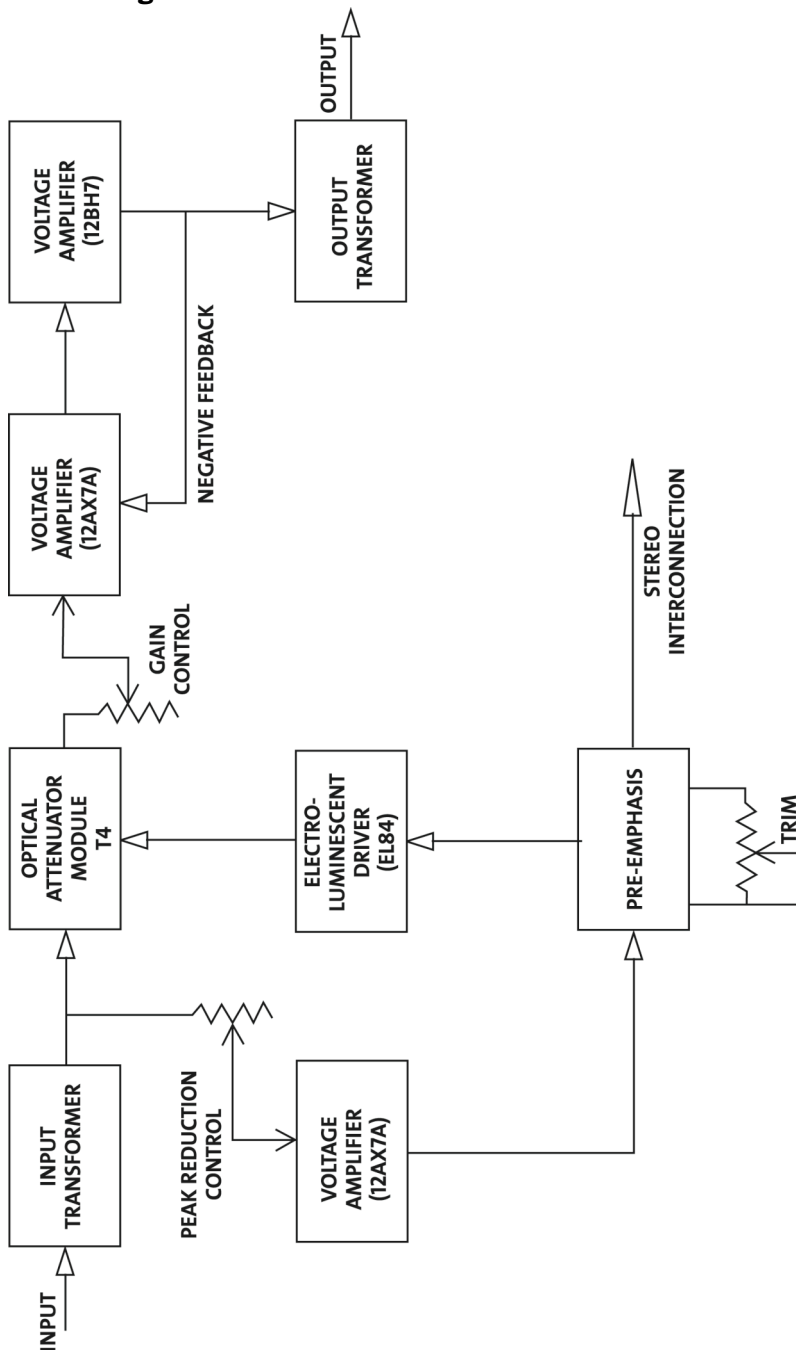 g
INPUT
INPUT
TRANSFORMER
PEAK REDUCTION
CONTROL
VOLTAGE
AMPLIFIER
(12AX7A)
OPTICAL
ATTENUATOR
MODULE
T4
GAIN
CONTROL
ELECTRO-
LUMINESCENT
DRIVER
(EL84)
PRE-EMPHASIS
TRIM
STEREO
INTERCONNECTION
VOLTAGE
AMPLIFIER
(12AX7A)
NEGATIVE FEEDBACK
VOLTAGE
AMPLIFIER
(12BH7)
OUTPUT
TRANSFORMER
OUTPUT